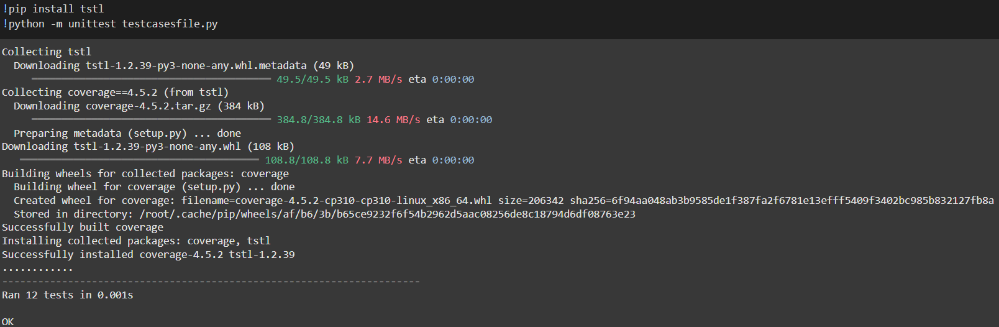 !pip install tstl
!python -m unittest testcasesfile.py
Collecting tstl
  Downloading tstl-1.2.39-py3-none-any.whl.metadata (49 kB)
49.5/49.5 kB 2.7 MB/s eta 0:00:00
Collecting coverage==4.5.2 (from tstl)
  Downloading coverage-4.5.2.tar.gz (384 kB)
384.8/384.8 kB 14.6 MB/s eta 0:00:00
  Preparing metadata (setup.py) ... done
Downloading tstl-1.2.39-py3-none-any.whl (108 kB)
108.8/108.8 kB 7.7 MB/s eta 0:00:00
Building wheels for collected packages: coverage
  Building wheel for coverage (setup.py) ... done
  Created wheel for coverage: filename=coverage-4.5.2-cp310-cp310-linux_x86_64.whl size=206342 sha256=6f94aa048ab3b9585de1f387fa2f6781e13efff5409f3402bc985b832127fb8a
  Stored in directory: /root/.cache/pip/wheels/af/b6/3b/b65ce9232f6f54b2962d5aac08256de8c18794d6df08763e23
Successfully built coverage
Installing collected packages: coverage, tstl
Successfully installed coverage-4.5.2 tstl-1.2.39
............
----------------------------------------------------------------------
Ran 12 tests in 0.001s
OK